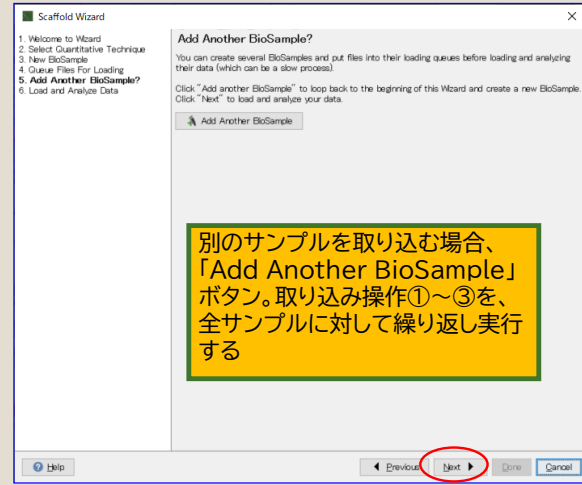 Scaffold Wizard
1. Welcome to Wizard
2. Select Quantitative Technique
3. New BioSample
4. Queue Files For Loading
5. Add Another BioSample?
6. Load and Analyze Data
Add Another BioSample?
You can create several BioSamples and put files into their loading queues before loading and analyzing
their data (which can be a slow process).
Click "Add another BioSample" to loop back to the beginning of this Wizard and create a new BioSample.
Click "Next" to load and analyze your data.
Add Another BioSample
別のサンプルを取り込む場合、
「Add Another BioSample」
ボタン。取り込み操作①～③を、
全サンプルに対して繰り返し実行
する
Help
Previous
Next
Done
Cancel